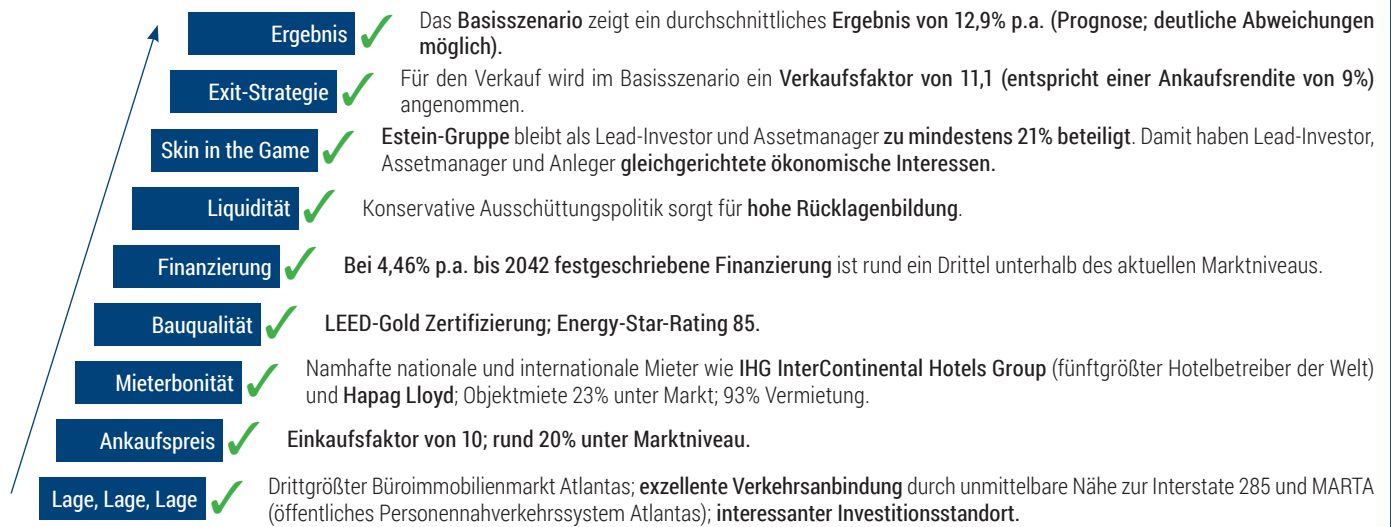 Ergebnis
Das Basisszenario zeigt ein durchschnittliches Ergebnis von 12,9% p.a. (Prognose; deutliche Abweichungen
möglich).
Exit-Strategie
Für den Verkauf wird im Basisszenario ein Verkaufsfaktor von 11,1 (entspricht einer Ankaufsrendite von 9%)
angenommen.
Skin in the Game
Estein-Gruppe bleibt als Lead-Investor und Assetmanager zu mindestens 21% beteiligt. Damit haben Lead-Investor,
Assetmanager und Anleger gleichgerichtete ökonomische Interessen.
Liquidität
Konservative Ausschüttungspolitik sorgt für hohe Rücklagenbildung.
Finanzierung
Bei 4,46% p.a. bis 2042 festgeschriebene Finanzierung ist rund ein Drittel unterhalb des aktuellen Marktniveaus.
Bauqualität
LEED-Gold Zertifizierung; Energy-Star-Rating 85.
Mieterbonität
Namhafte nationale und internationale Mieter wie IHG InterContinental Hotels Group (fünftgrößter Hotelbetreiber der Welt)
und Hapag Lloyd; Objektmiete 23% unter Markt; 93% Vermietung.
Ankaufspreis
Einkaufsfaktor von 10; rund 20% unter Marktniveau.
Lage, Lage, Lage
Drittgrößter Büroimmobilienmarkt Atlantas; exzellente Verkehrsanbindung durch unmittelbare Nähe zur Interstate 285 und MARTA
(öffentliches Personennahverkehrssystem Atlantas); interessanter Investitionsstandort.